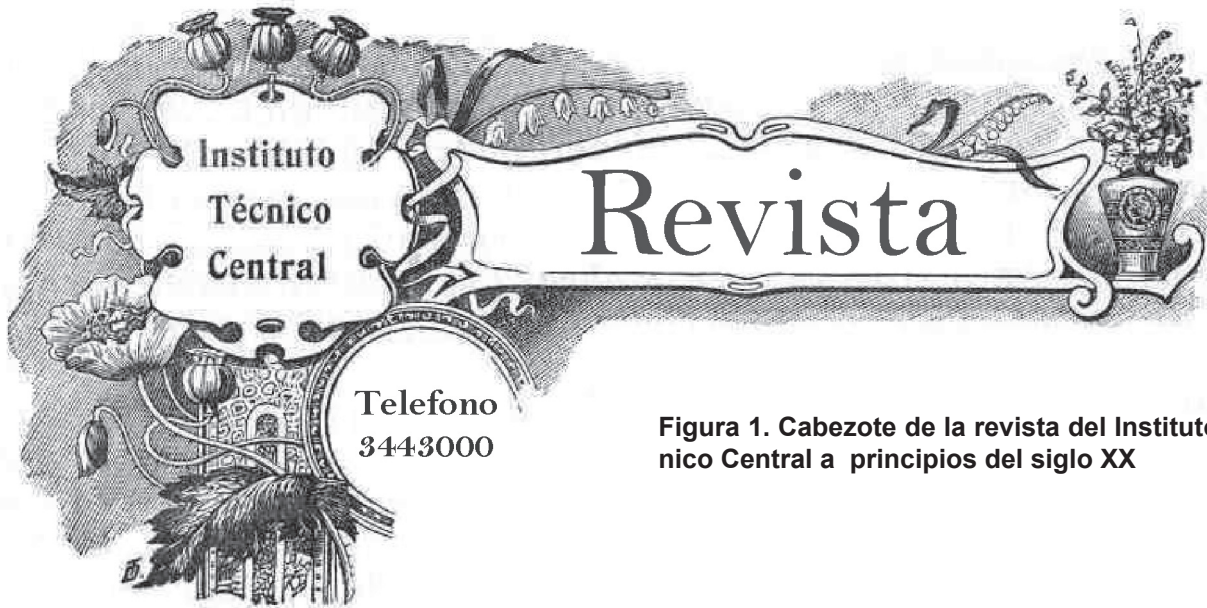 Instituto
Técnico
Central
Revista
Telefono
3443000
Figura 1. Cabezote de la revista del Instituto
nico Central a principios del siglo XX